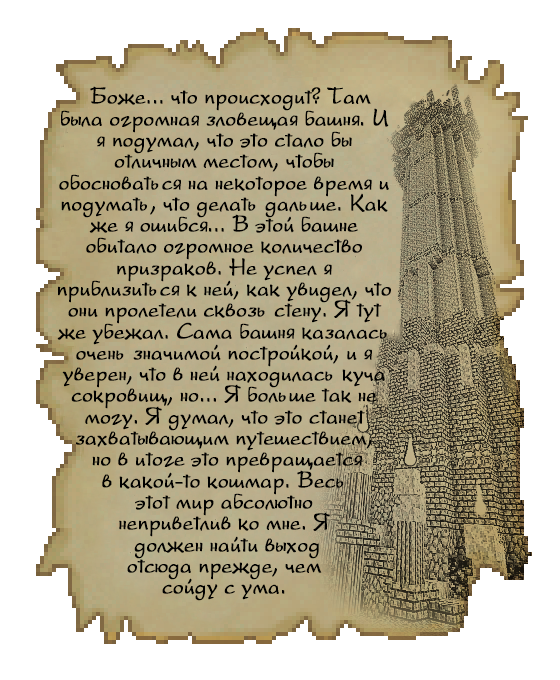 Боже... что происходит? Там
была огромная зловещая башня. И
я подумал, что это стало бы
отличным местом, чтобы
обосноваться на некоторое время и
подумать, что делать дальше. Как
же я ошибся... В этой башне
обитало огромное количество
призраков. Не успел я
приблизиться к ней, как увидел, что
они пролетели сквозь стену. Я тут
же убежал. Сама башня казалась
очень значимой постройкой, и я
уверен, что в ней находилась куча
сокровищ, но... Я больше так не
могу. Я думал, что это станет
захватывающим путешествием,
но в итоге это превращается
в какой-то кошмар. Весь
этот мир абсолютно
неприветлив ко мне. Я
должен найти выход
отсюда прежде, чем
сойду с ума.